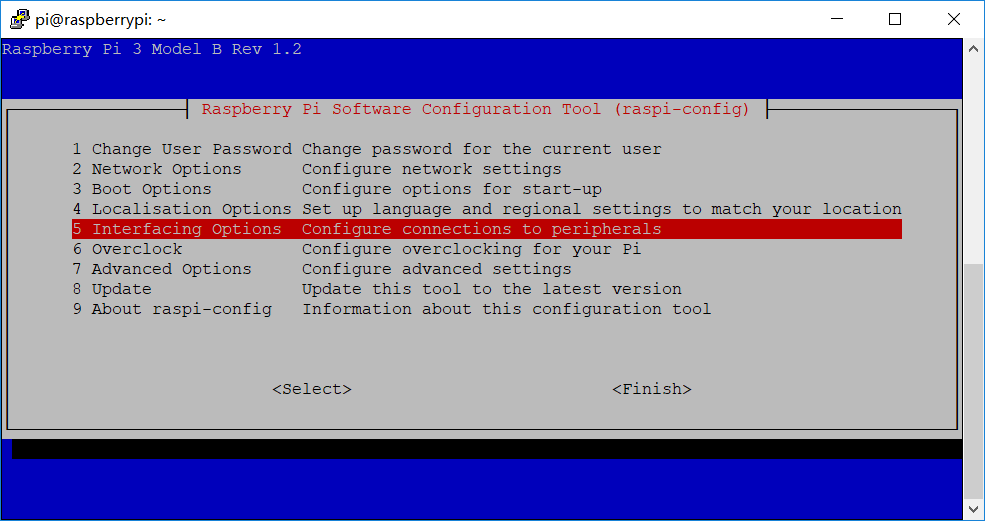 pi@raspberrypi: ~
Raspberry Pi 3 Model B Rev 1.2
Raspberry Pi Software Configuration Tool (raspi-config)
1 Change User Password Change password for the current user
2 Network Options Configure network settings
3 Boot Options Configure options for start-up
4 Localisation Options Set up language and regional settings to match your location
5 Interfacing Options Configure connections to peripherals
6 Overclock Configure overclocking for your Pi
7 Advanced Options Configure advanced settings
8 Update Update this tool to the latest version
9 About raspi-config Information about this configuration tool
<Select> <Finish>